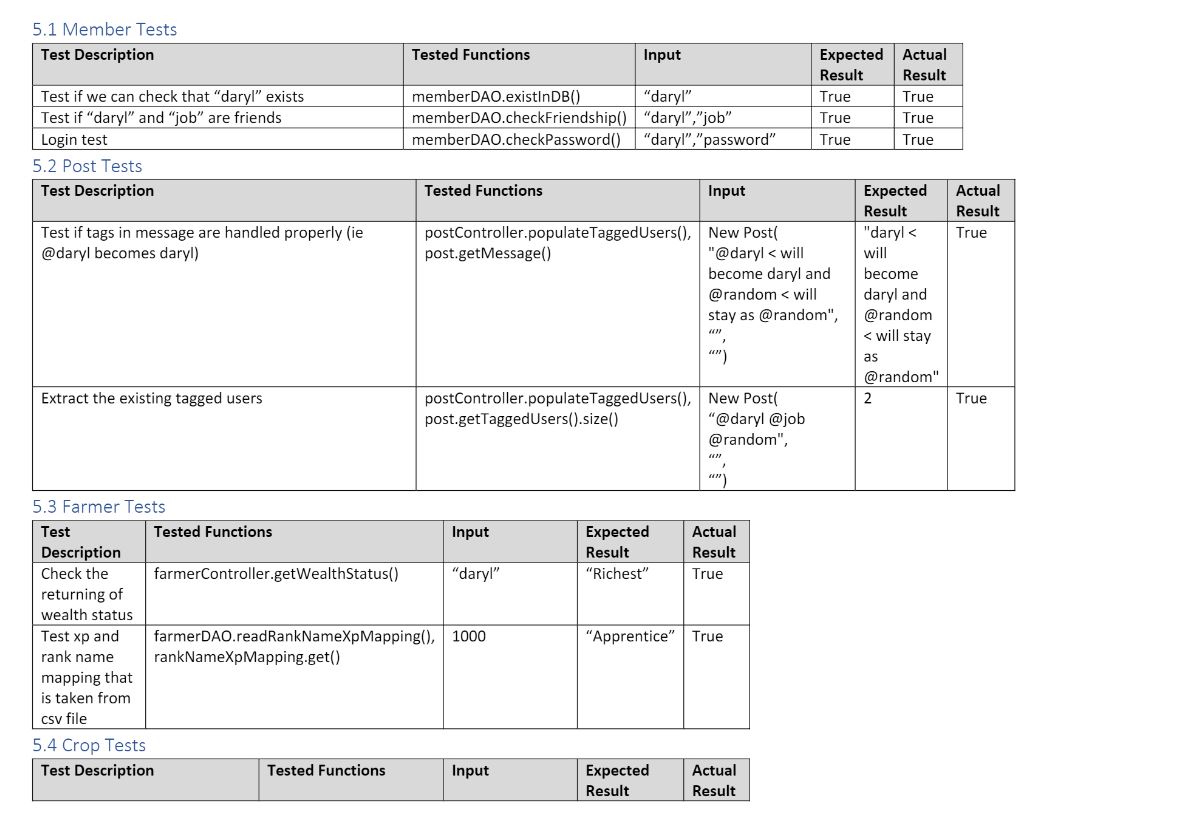 5.1 Member Tests
Test Description Tested Functions Input Expected Result Actual Result
Test if we can check that “daryl” exists memberDAO.existInDB() “daryl” True True
Test if “daryl” and “job” are friends memberDAO.checkFriendship() “daryl”,”job” True True
Login test memberDAO.checkPassword() “daryl”,”password” True True
5.2 Post Tests
Test Description Tested Functions Input Expected Result Actual Result
Test if tags in message are handled properly (ie
@daryl becomes daryl)
postController.populateTaggedUsers(),
post.getMessage()
New Post(
"@daryl < will
become daryl and
@random < will
stay as @random",
“”,
“”)
"daryl <
will
become
daryl and
@random
< will stay
as
@random"
True
Extract the existing tagged users
postController.populateTaggedUsers(),
post.getTaggedUsers().size()
New Post(
“@daryl @job
@random",
“”,
“”)
2
True
5.3 Farmer Tests
Test
Description
Tested Functions
Input
Expected
Result
Actual
Result
Check the
returning of
wealth status
farmerController.getWealthStatus()
“daryl”
“Richest”
True
Test xp and
rank name
mapping that
is taken from
csv file
farmerDAO.readRankNameXpMapping(),
rankNameXpMapping.get()
1000
“Apprentice”
True
5.4 Crop Tests
Test Description
Tested Functions
Input
Expected
Result
Actual
Result